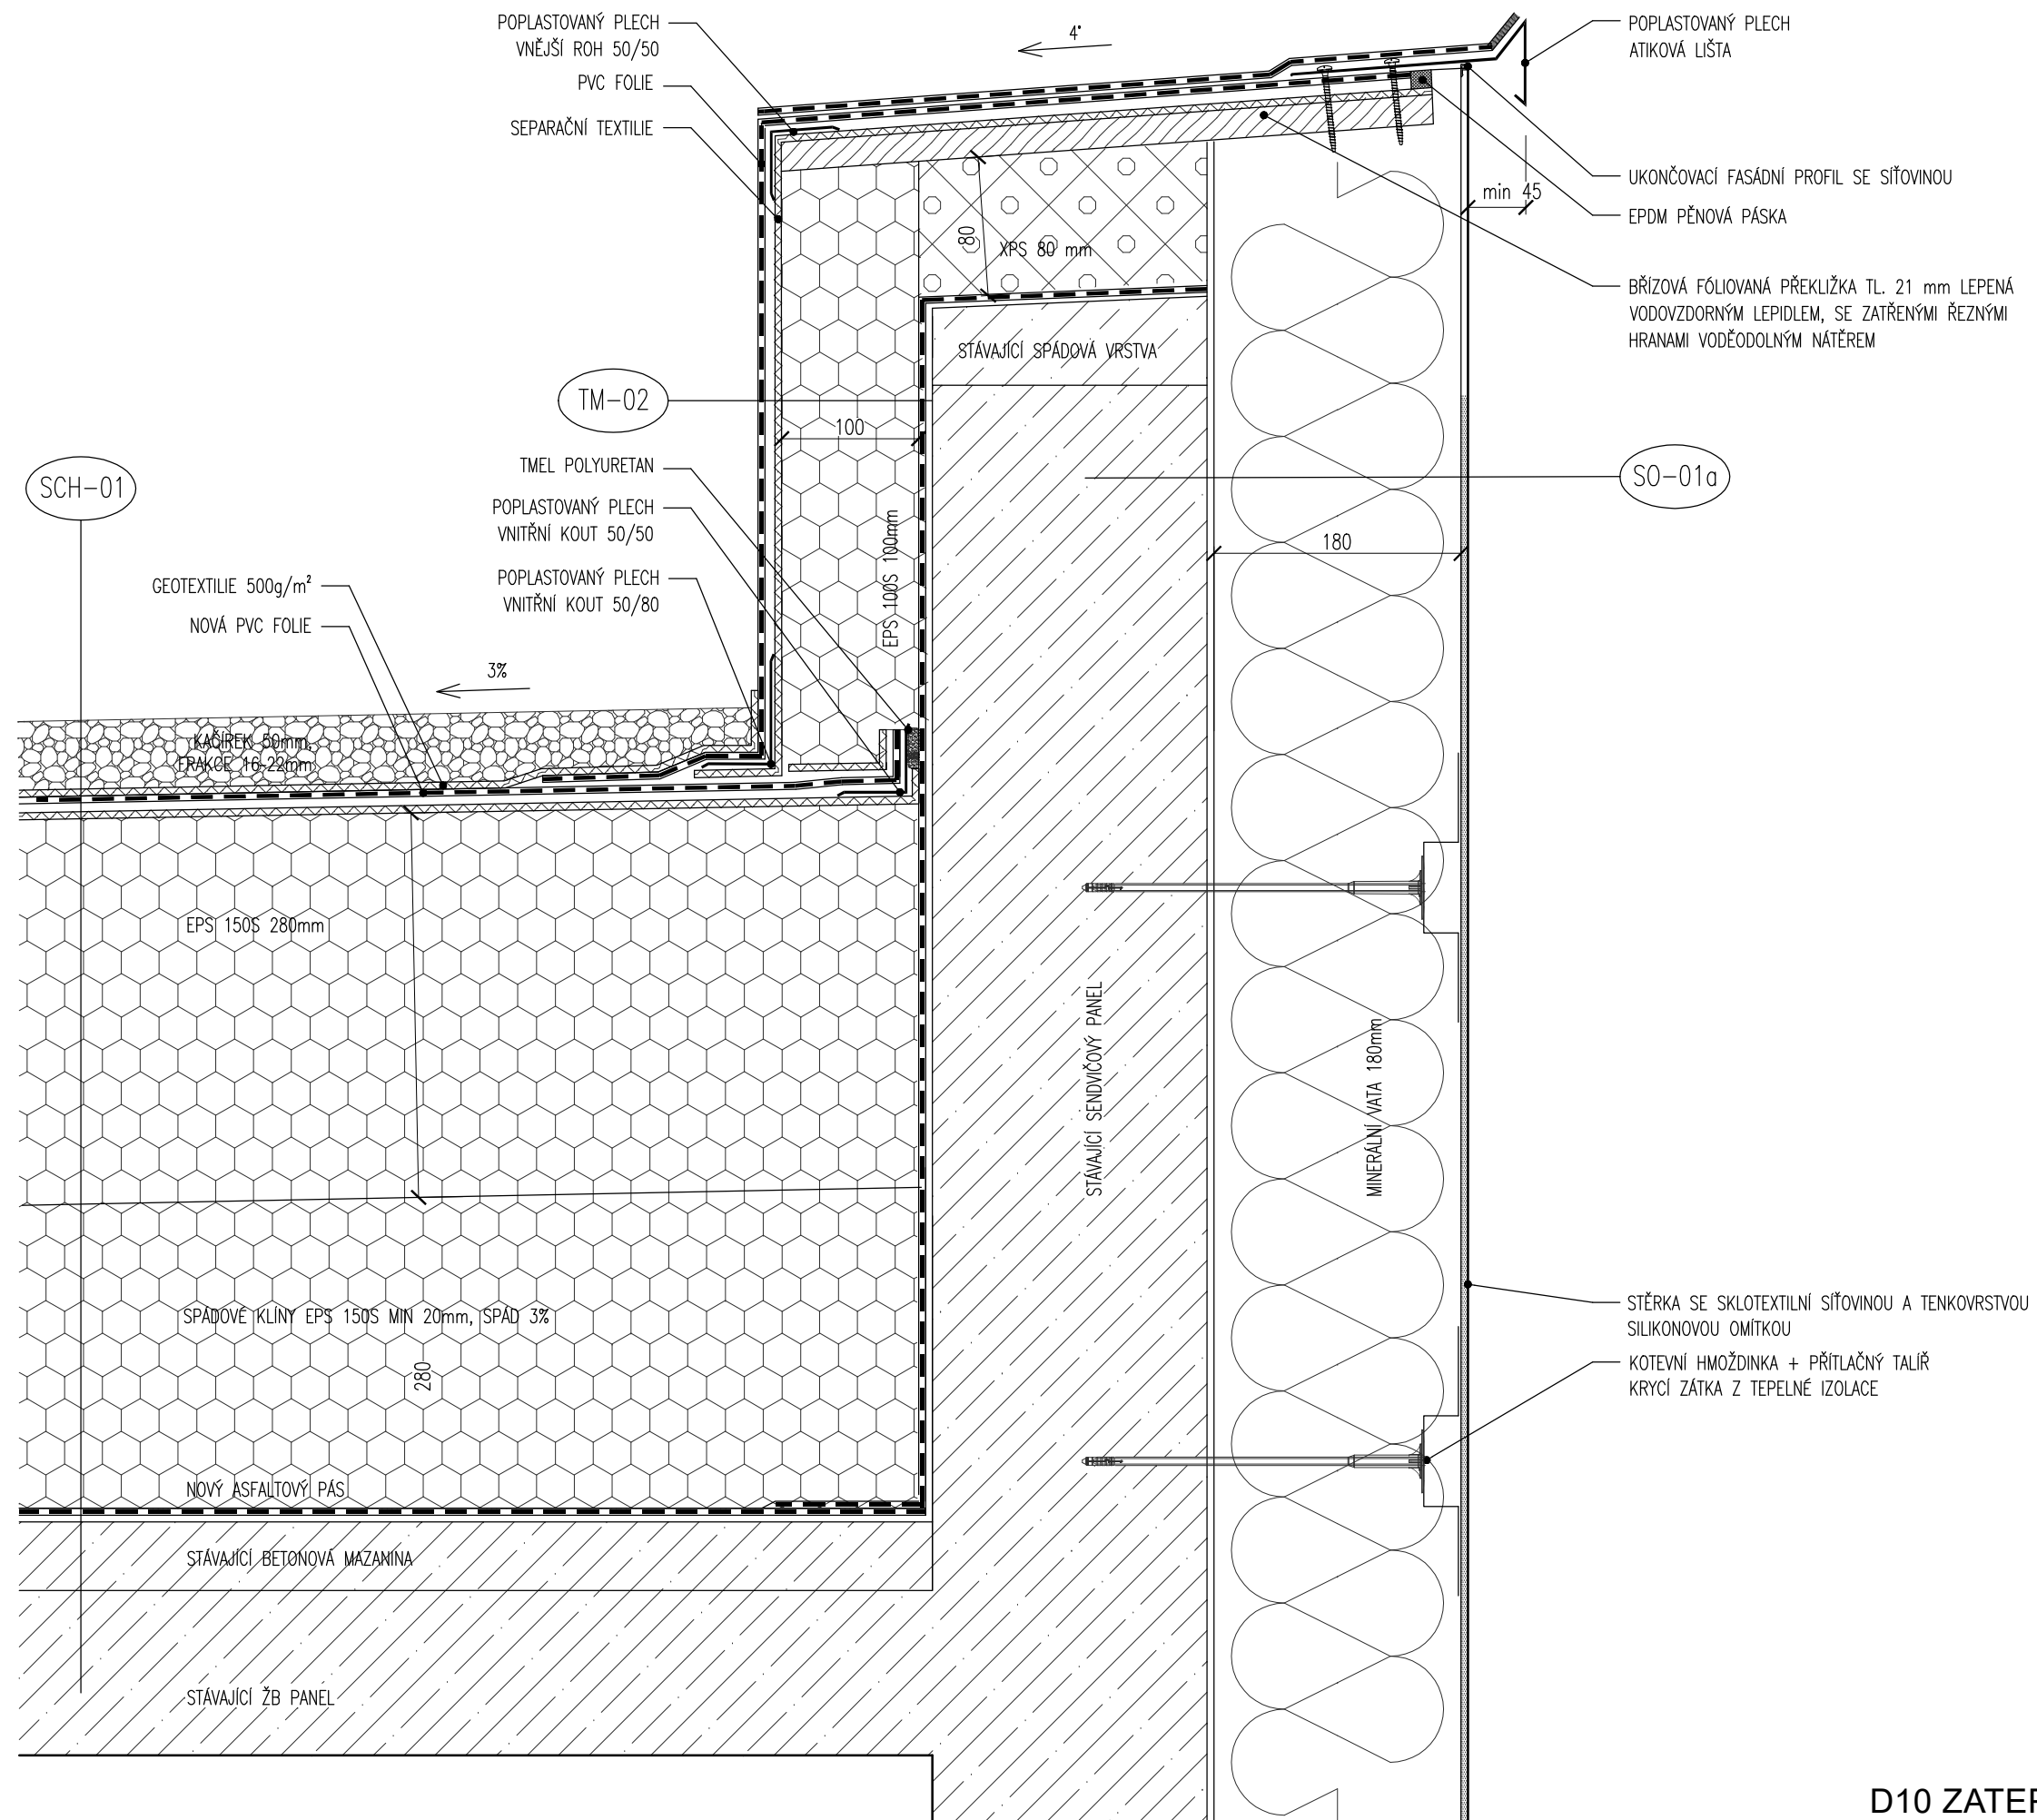 POPLASTOVANÝ PLECH
VNĚJŠÍ ROH 50/50
PVC FOLIE
SEPARAČNÍ TEXTILIE
4°
POPLASTOVANÝ PLECH
ATIKOVÁ LIŠTA
UKONČOVACÍ FASÁDNÍ PROFIL SE SÍŤOVINOU
min 45
EPDM PĚNOVÁ PÁSKA
80
XPS 80 mm
BŘÍZOVÁ FÓLIOVANÁ PŘEKLIŽKA TL. 21 mm LEPENÁ
VODOVZDORNÝM LEPIDLEM, SE ZATŘENÝMI ŘEZNÝMI
HRANAMI VODĚODOLNÝM NÁTĚREM
STÁVAJÍCÍ SPÁDOVÁ VRSTVA
TM-02
100
TMEL POLYURETAN
SCH-01
SO-01a
POPLASTOVANÝ PLECH
VNITŘNÍ KOUT 50/50
EPS 100S 100mm
180
POPLASTOVANÝ PLECH
VNITŘNÍ KOUT 50/80
GEOTEXTILIE 500g/m²
NOVÁ PVC FOLIE
3%
KAČÍREK 50mm,
FRAKCE 16-22mm
EPS 150S 280mm
STÁVAJÍCÍ SENDVIČOVÝ PANEL
MINERÁLNÍ VATA 180mm
SPÁDOVÉ KLÍNY EPS 150S MIN 20mm, SPÁD 3%
280
STĚRKA SE SKLOTEXTILNÍ SÍŤOVINOU A TENKOVRSTVOU
SILIKONOVOU OMÍTKOU
KOTEVNÍ HMOŽDINKA + PŘÍTLAČNÝ TALÍŘ
KRYCÍ ZÁTKA Z TEPELNÉ IZOLACE
NOVÝ ASFALTOVÝ PÁS
STÁVAJÍCÍ BETONOVÁ MAZANINA
STÁVAJÍCÍ ŽB PANEL
D10